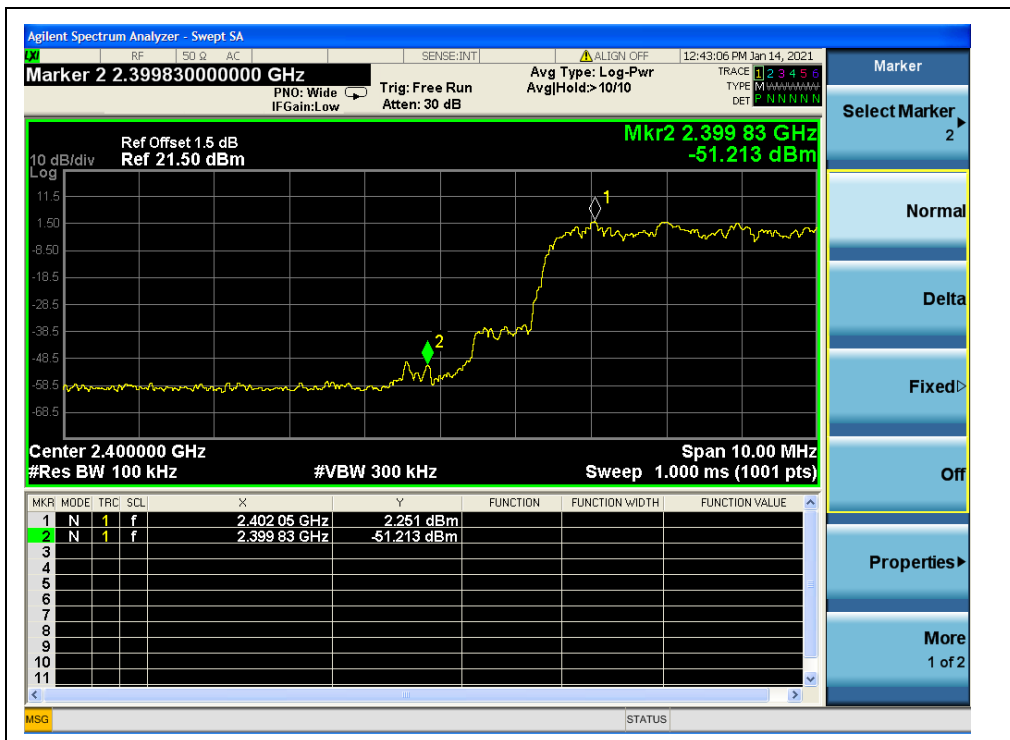 Agilent Spectrum Analyzer - Swept SA
LXI RF 50 Ω AC SENSE:INT ALIGN OFF 12:43:06 PM Jan 14, 2021
Marker 2 2.399830000000 GHz
PNO: Wide
IFGain:Low
Trig: Free Run
Atten: 30 dB
Avg Type: Log-Pwr
Avg|Hold:>10/10
TRACE 1 2 3 4 5 6
TYPE M WWWWW
DET P N N N N N
Ref Offset 1.5 dB
Ref 21.50 dBm
10 dB/div
Log
Mkr2 2.399 83 GHz
-51.213 dBm
11.5
1.50
-8.50
-18.5
-28.5
-38.5
-48.5
-58.5
-68.5
1
2
Center 2.400000 GHz Span 10.00 MHz
#Res BW 100 kHz #VBW 300 kHz Sweep 1.000 ms (1001 pts)
MKR MODE TRC SCL X Y FUNCTION FUNCTION WIDTH FUNCTION VALUE
1 N 1 f 2.402 05 GHz 2.251 dBm
2 N 1 f 2.399 83 GHz -51.213 dBm
3
4
5
6
7
8
9
10
11
MSG STATUS
Marker
Select Marker
2
Normal
Delta
Fixed
Off
Properties
More
1 of 2